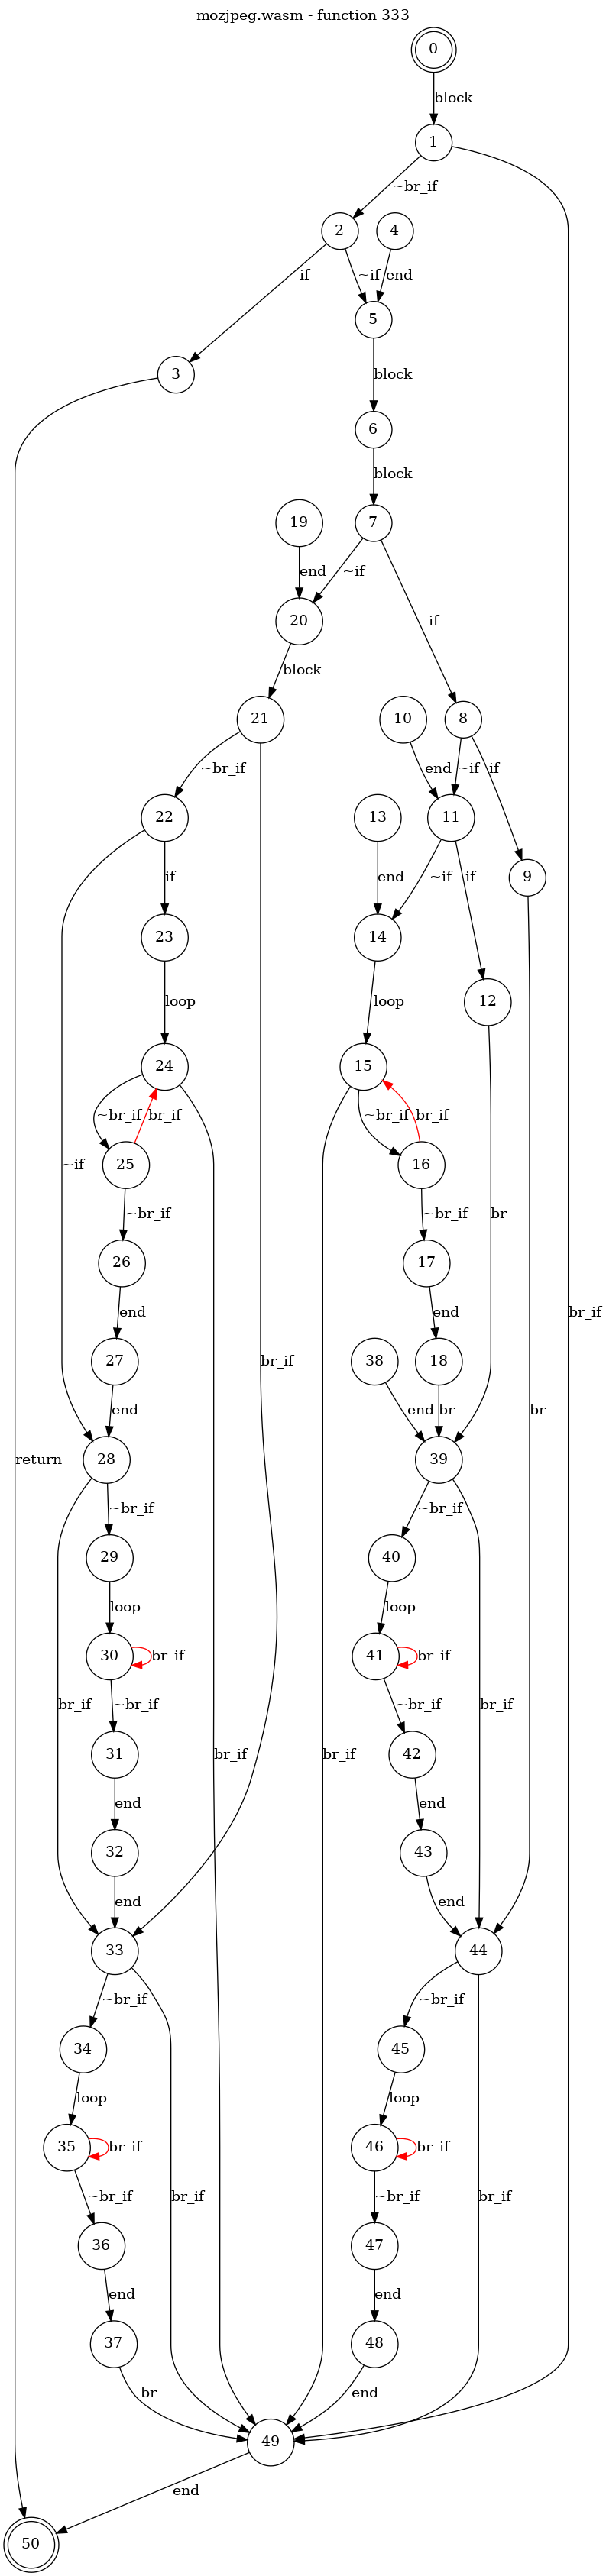 mozjpeg.wasm - function 333
0
block
1
~br_if
2
4
if
~if
end
5
3
block
6
block
19
7
end
~if
if
20
block
21
10
8
~br_if
end
~if
if
22
13
11
9
if
end
~if
if
23
14
12
loop
loop
24
15
~br_if
br_if
~br_if
br_if
25
16
~if
~br_if
~br_if
br
26
17
end
end
br_if
br_if
27
38
18
end
end
br
br
return
28
39
~br_if
~br_if
29
40
loop
loop
30
br_if
41
br_if
br_if
~br_if
~br_if
br_if
31
br_if
br_if
42
end
end
32
43
end
end
33
44
~br_if
~br_if
34
45
loop
loop
35
br_if
46
br_if
~br_if
br_if
~br_if
br_if
36
47
end
end
37
48
br
end
49
end
50